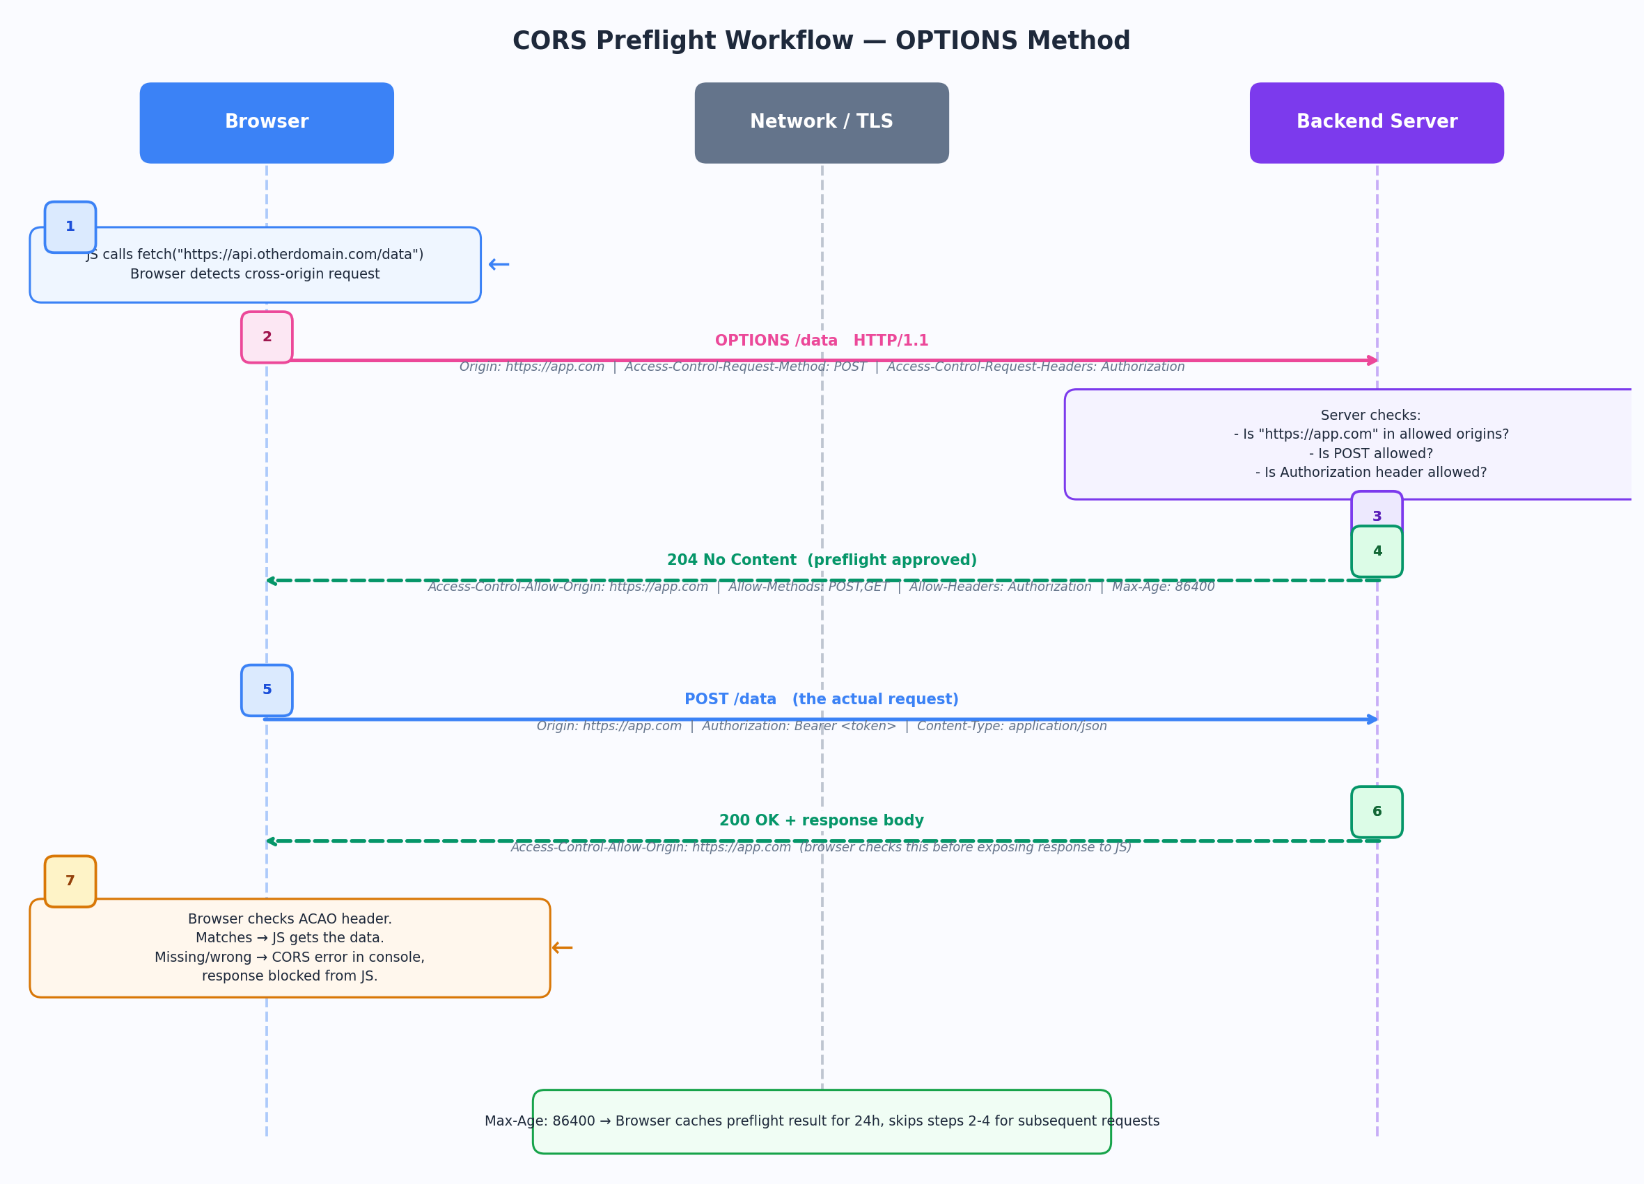 CORS Preflight Workflow — OPTIONS Method
Browser
Network / TLS
Backend Server
1
JS calls fetch("https://api.otherdomain.com/data")
Browser detects cross-origin request
←
2
OPTIONS /data   HTTP/1.1
Origin: https://app.com  |  Access-Control-Request-Method: POST  |  Access-Control-Request-Headers: Authorization
Server checks:
- Is "https://app.com" in allowed origins?
- Is POST allowed?
- Is Authorization header allowed?
3
4
204 No Content  (preflight approved)
Access-Control-Allow-Origin: https://app.com  |  Allow-Methods: POST,GET  |  Allow-Headers: Authorization  |  Max-Age: 86400
5
POST /data   (the actual request)
Origin: https://app.com  |  Authorization: Bearer <token>  |  Content-Type: application/json
6
200 OK + response body
Access-Control-Allow-Origin: https://app.com  (browser checks this before exposing response to JS)
7
Browser checks ACAO header.
Matches → JS gets the data.
Missing/wrong → CORS error in console,
response blocked from JS.
←
Max-Age: 86400 → Browser caches preflight result for 24h, skips steps 2-4 for subsequent requests